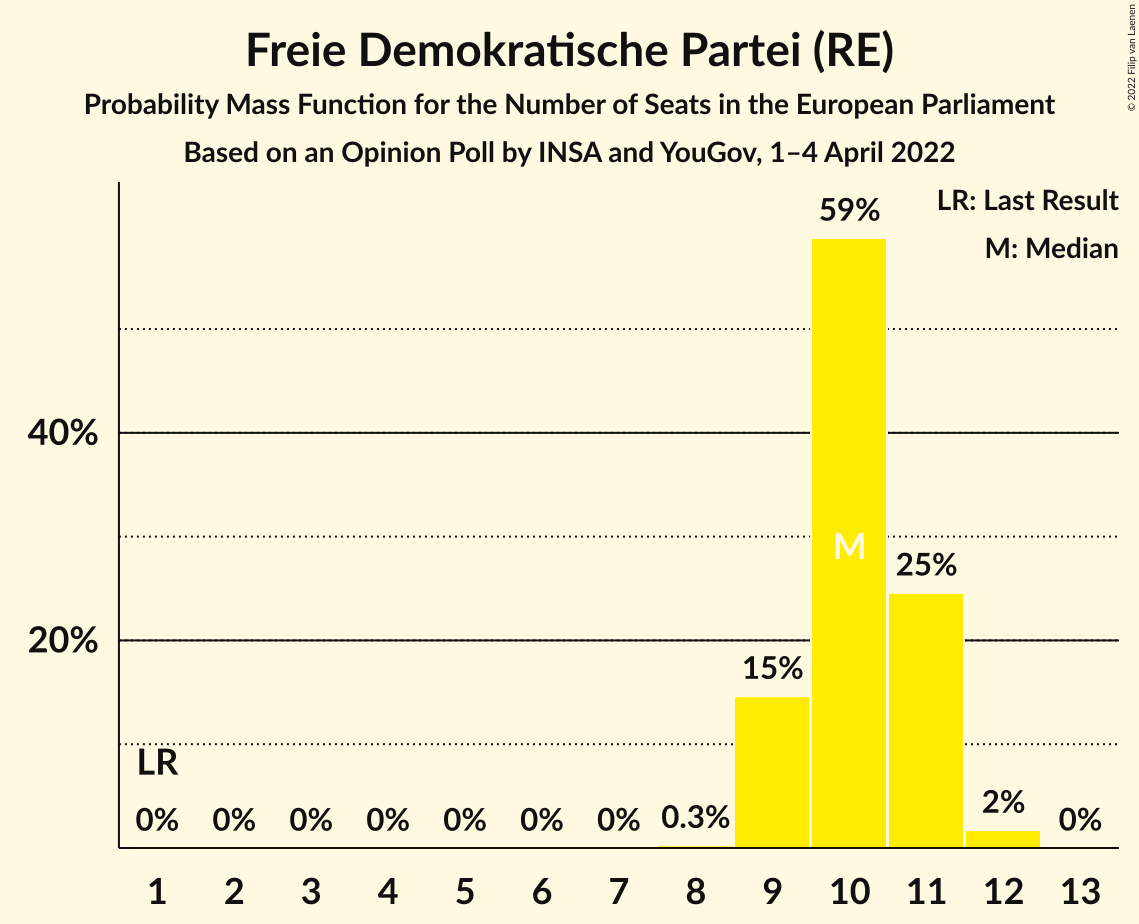 Freie Demokratische Partei (RE)
Probability Mass Function for the Number of Seats in the European Parliament
Based on an Opinion Poll by INSA and YouGov, 1–4 April 2022
© 2022 Filip van Laenen
LR: Last Result
M: Median
59%
40%
M
25%
20%
15%
LR
0% 0% 0% 0% 0% 0% 0% 0.3% 2% 0%
1 2 3 4 5 6 7 8 9 10 11 12 13